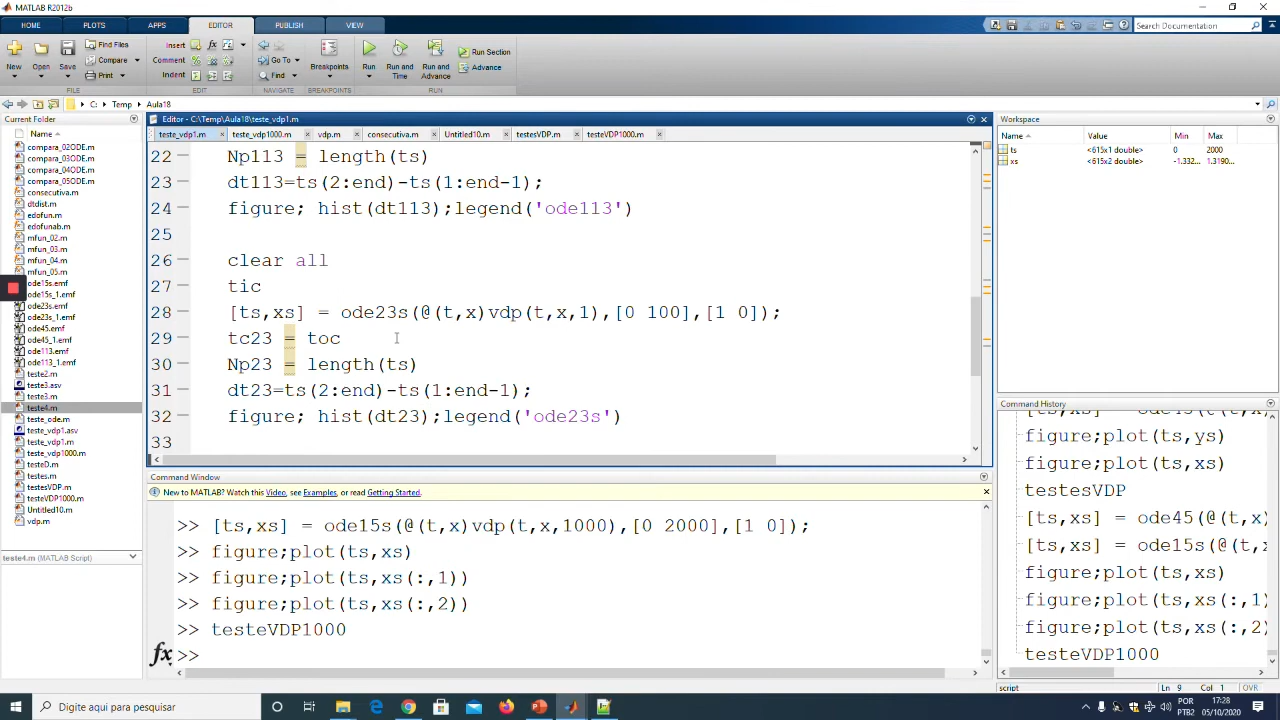 MATLAB R2012b
HOME PLOTS APPS EDITOR PUBLISH VIEW
Search Documentation
New Open Save Find Files Compare Print
Insert Comment Indent fx
Go To Find
Breakpoints
Run Run and Time Run and Advance Run Section Advance
FILE EDIT NAVIGATE BREAKPOINTS RUN
C: Temp Aula18
Current Folder
Name
compara_02ODE.m
compara_03ODE.m
compara_04ODE.m
compara_05ODE.m
consecutiva.m
dtdist.m
edofun.m
edofunab.m
mfun_02.m
mfun_03.m
mfun_04.m
mfun_05.m
ode15s.emf
ode15s_1.emf
ode23s.emf
ode23s_1.emf
ode45.emf
ode45_1.emf
ode113.emf
ode113_1.emf
teste2.m
teste3.asv
teste3.m
teste4.m
teste_ode.m
teste_vdp1.asv
teste_vdp1.m
teste_vdp1000.m
testeD.m
testes.m
testesVDP.m
testeVDP1000.m
Untitled10.m
vdp.m
teste4.m (MATLAB Script)
Editor - C:\Temp\Aula18\teste_vdp1.m
teste_vdp1.m teste_vdp1000.m vdp.m consecutiva.m Untitled10.m testesVDP.m testeVDP1000.m
22 Np113 = length(ts)
23 dt113=ts(2:end)-ts(1:end-1);
24 figure; hist(dt113);legend('ode113')
25
26 clear all
27 tic
28 [ts,xs] = ode23s(@(t,x)vdp(t,x,1),[0 100],[1 0]);
29 tc23 = toc
30 Np23 = length(ts)
31 dt23=ts(2:end)-ts(1:end-1);
32 figure; hist(dt23);legend('ode23s')
33
Command Window
New to MATLAB? Watch this Video, see Examples, or read Getting Started.
>> [ts,xs] = ode15s(@(t,x)vdp(t,x,1000),[0 2000],[1 0]);
>> figure;plot(ts,xs)
>> figure;plot(ts,xs(:,1))
>> figure;plot(ts,xs(:,2))
>> testeVDP1000
fx >>
Workspace
Name Value Min Max
ts <615x1 double> 0 2000
xs <615x2 double> -1.332... 1.3190...
Command History
[ts,xs] = ode45(@(t,x)
figure;plot(ts,ys)
figure;plot(ts,xs)
testesVDP
[ts,xs] = ode45(@(t,x)
[ts,xs] = ode15s(@(t,x
figure;plot(ts,xs)
figure;plot(ts,xs(:,1)
figure;plot(ts,xs(:,2)
testeVDP1000
script Ln 9 Col 1 OVR
Digite aqui para pesquisar
POR
PTB2
17:28
05/10/2020